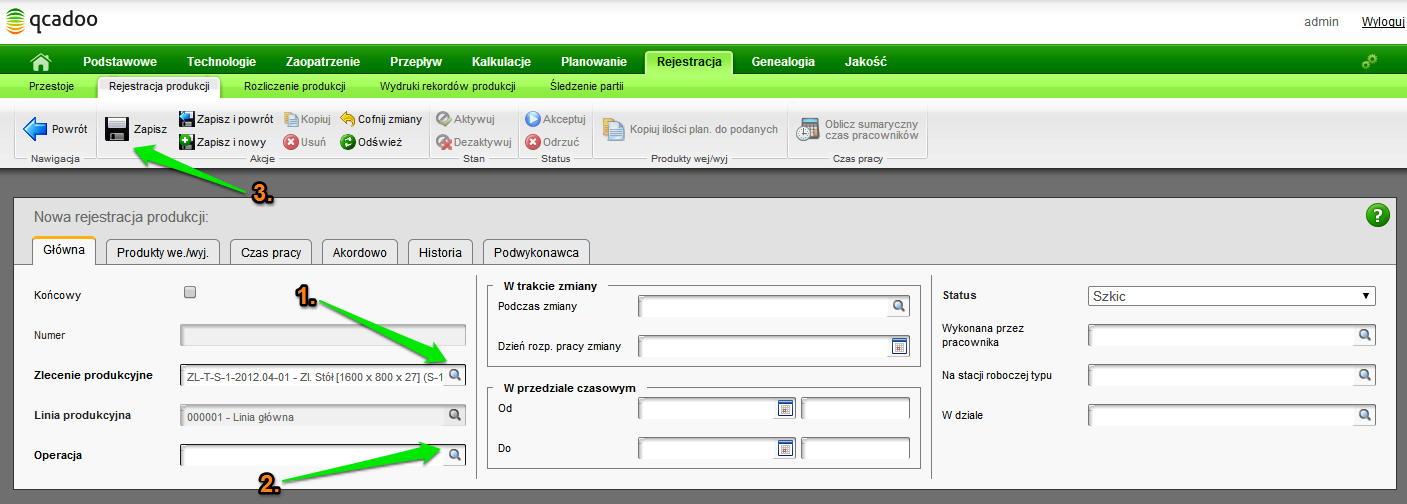 qcadoo
admin Wyloguj
Podstawowe Technologie Zaopatrzenie Przepływ Kalkulacje Planowanie Rejestracja Genealogia Jakość
Przestoje Rejestracja produkcji Rozliczenie produkcji Wydruki rekordów produkcji Śledzenie partii
Powrót Zapisz Zapisz i powrót Kopiuj Cofnij zmiany Aktywuj Akceptuj Kopiuj ilości plan. do podanych Oblicz sumaryczny
czas pracowników
Zapisz i nowy Usuń Odśwież Dezaktywuj Odrzuć
Nawigacja Akcje Stan Status Produkty wej/wyj Czas pracy
3.
Nowa rejestracja produkcji: ?
Główna Produkty we./wyj. Czas pracy Akordowo Historia Podwykonawca
Końcowy
1.
Numer
Zlecenie produkcyjne ZL-T-S-1-2012.04-01 - Zl. Stół [1600 x 800 x 27] (S-1
Linia produkcyjna 000001 - Linia główna
Operacja
2.
W trakcie zmiany
Podczas zmiany
Dzień rozp. pracy zmiany
W przedziale czasowym
Od
Do
Status Szkic
Wykonana przez
pracownika
Na stacji roboczej typu
W dziale